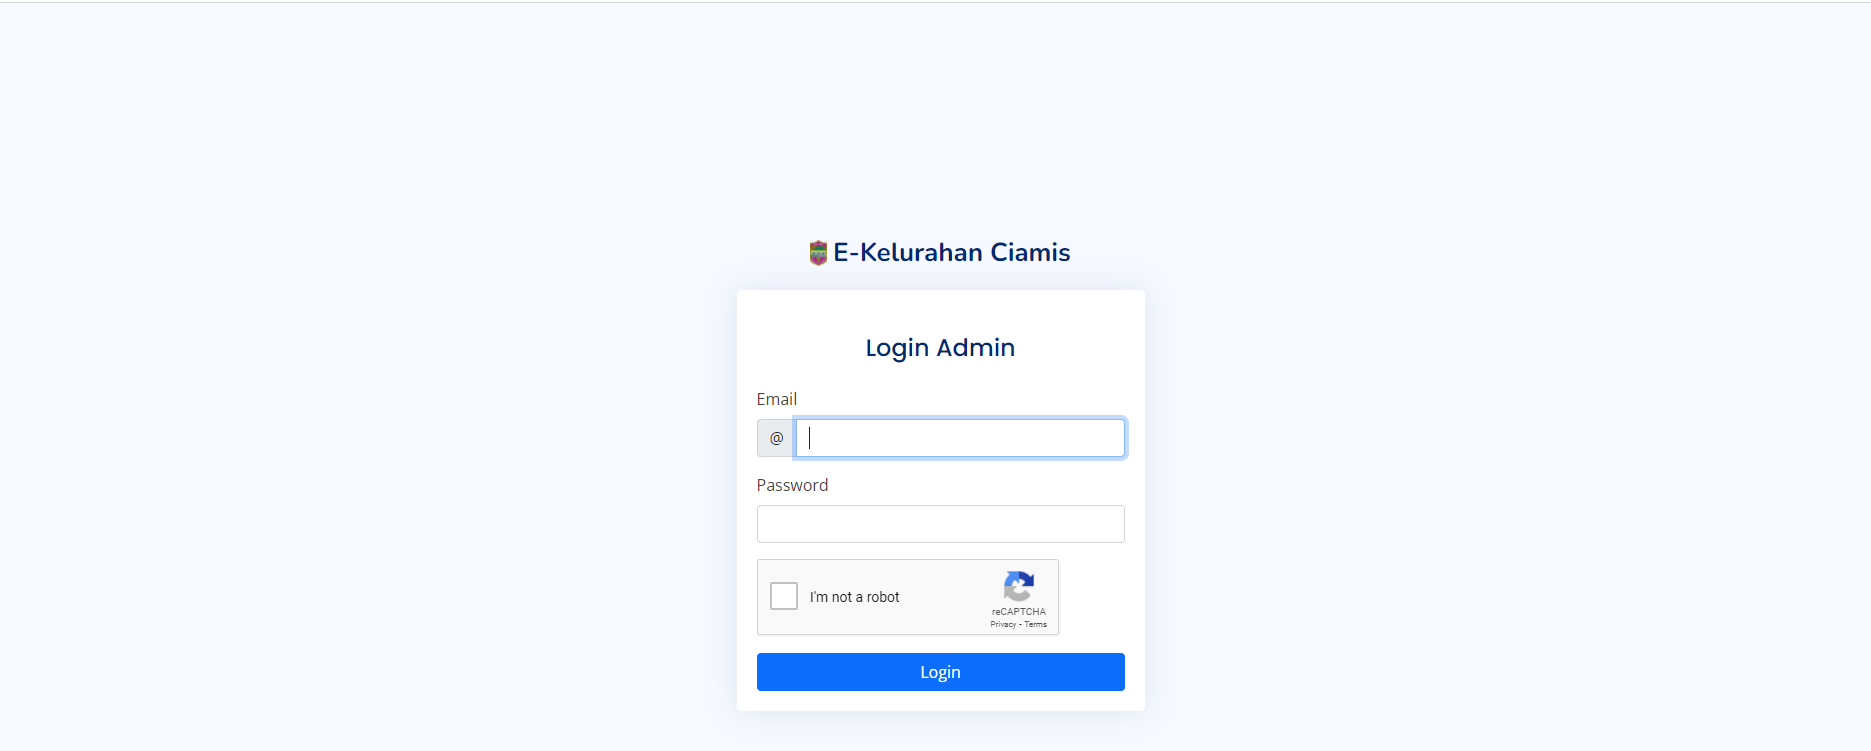 E-Kelurahan Ciamis
Login Admin
Email
@
Password
I'm not a robot
reCAPTCHA
Privacy - Terms
Login